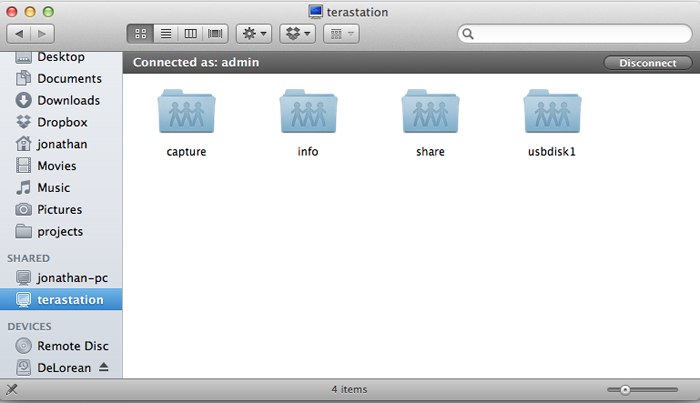 terastation
Desktop
Documents
Downloads
Dropbox
jonathan
Movies
Music
Pictures
projects
SHARED
jonathan-pc
terastation
DEVICES
Remote Disc
DeLorean
Connected as: admin
Disconnect
capture
info
share
usbdisk1
4 items